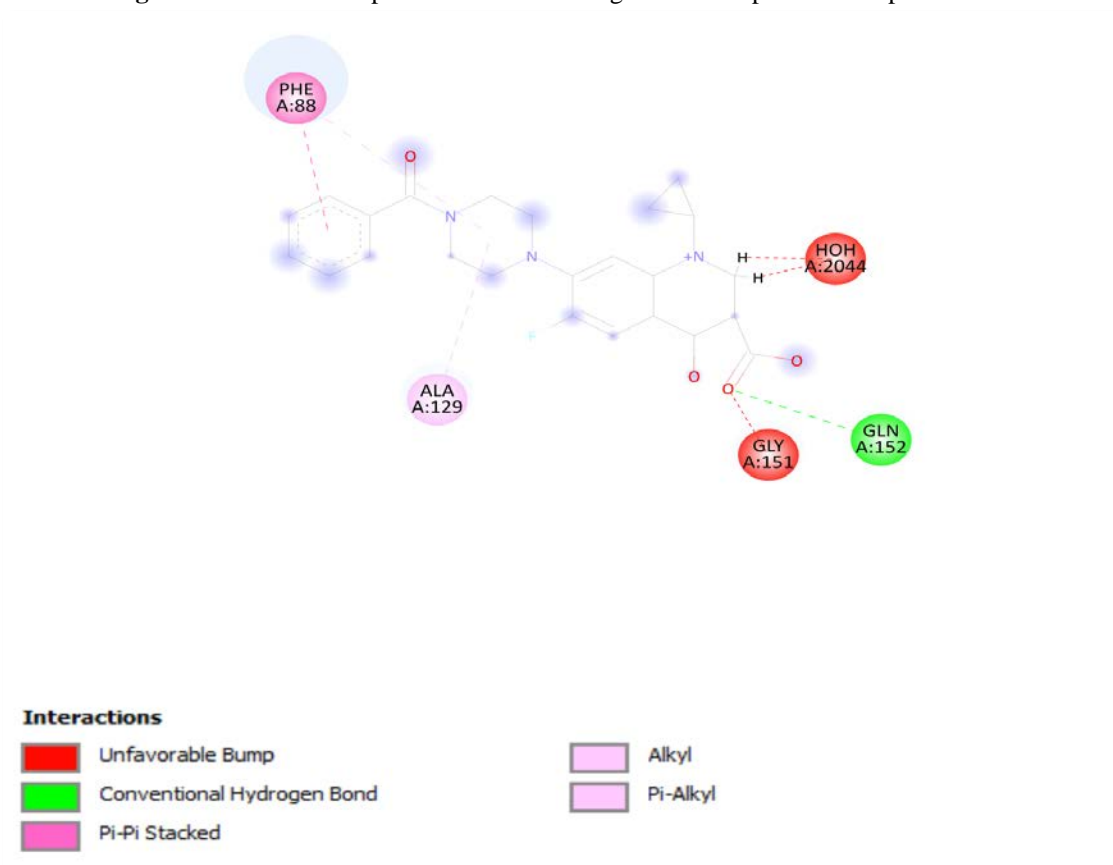 PHE
A:88
O
N
N
F
+N
H
H
HOH
A:2044
O
O
O
ALA
A:129
GLY
A:151
GLN
A:152
Interactions
Unfavorable Bump
Conventional Hydrogen Bond
Pi-Pi Stacked
Alkyl
Pi-Alkyl